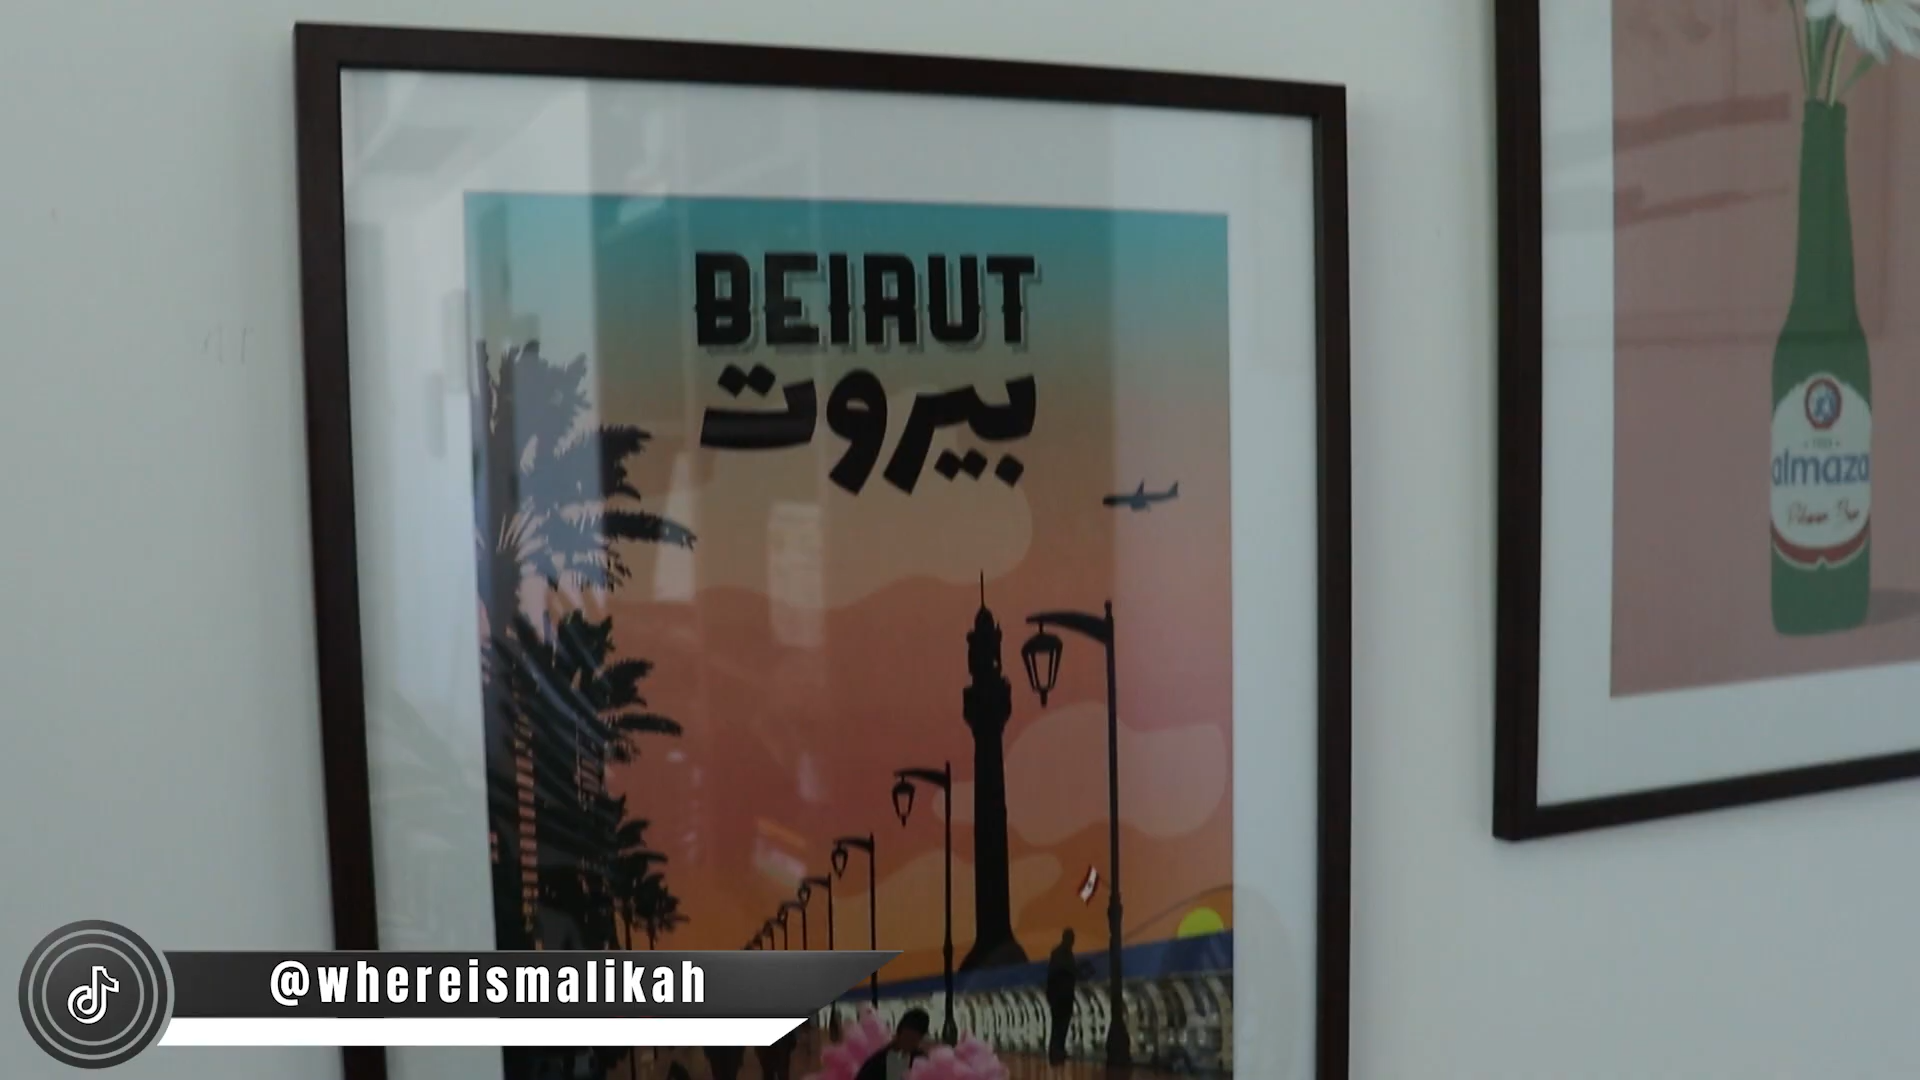 BEIRUT
بيروت
almaza
@whereismalikah